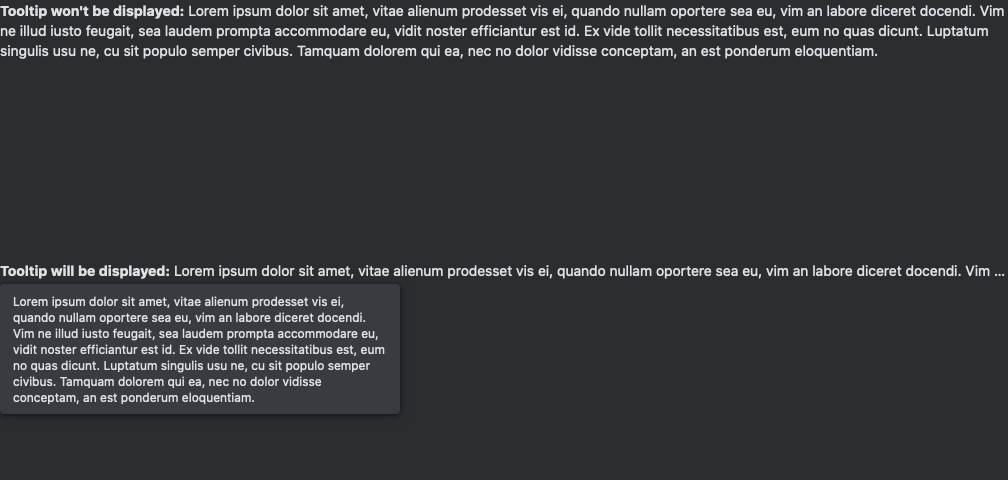 Tooltip won't be displayed: Lorem ipsum dolor sit amet, vitae alienum prodesset vis ei, quando nullam oportere sea eu, vim an labore diceret docendi. Vim
ne illud iusto feugait, sea laudem prompta accommodare eu, vidit noster efficiantur est id. Ex vide tollit necessitatibus est, eum no quas dicunt. Luptatum
singulis usu ne, cu sit populo semper civibus. Tamquam dolorem qui ea, nec no dolor vidisse conceptam, an est ponderum eloquentiam.
Tooltip will be displayed: Lorem ipsum dolor sit amet, vitae alienum prodesset vis ei, quando nullam oportere sea eu, vim an labore diceret docendi. Vim ...
Lorem ipsum dolor sit amet, vitae alienum prodesset vis ei,
quando nullam oportere sea eu, vim an labore diceret docendi.
Vim ne illud iusto feugait, sea laudem prompta accommodare eu,
vidit noster efficiantur est id. Ex vide tollit necessitatibus est, eum
no quas dicunt. Luptatum singulis usu ne, cu sit populo semper
civibus. Tamquam dolorem qui ea, nec no dolor vidisse
conceptam, an est ponderum eloquentiam.